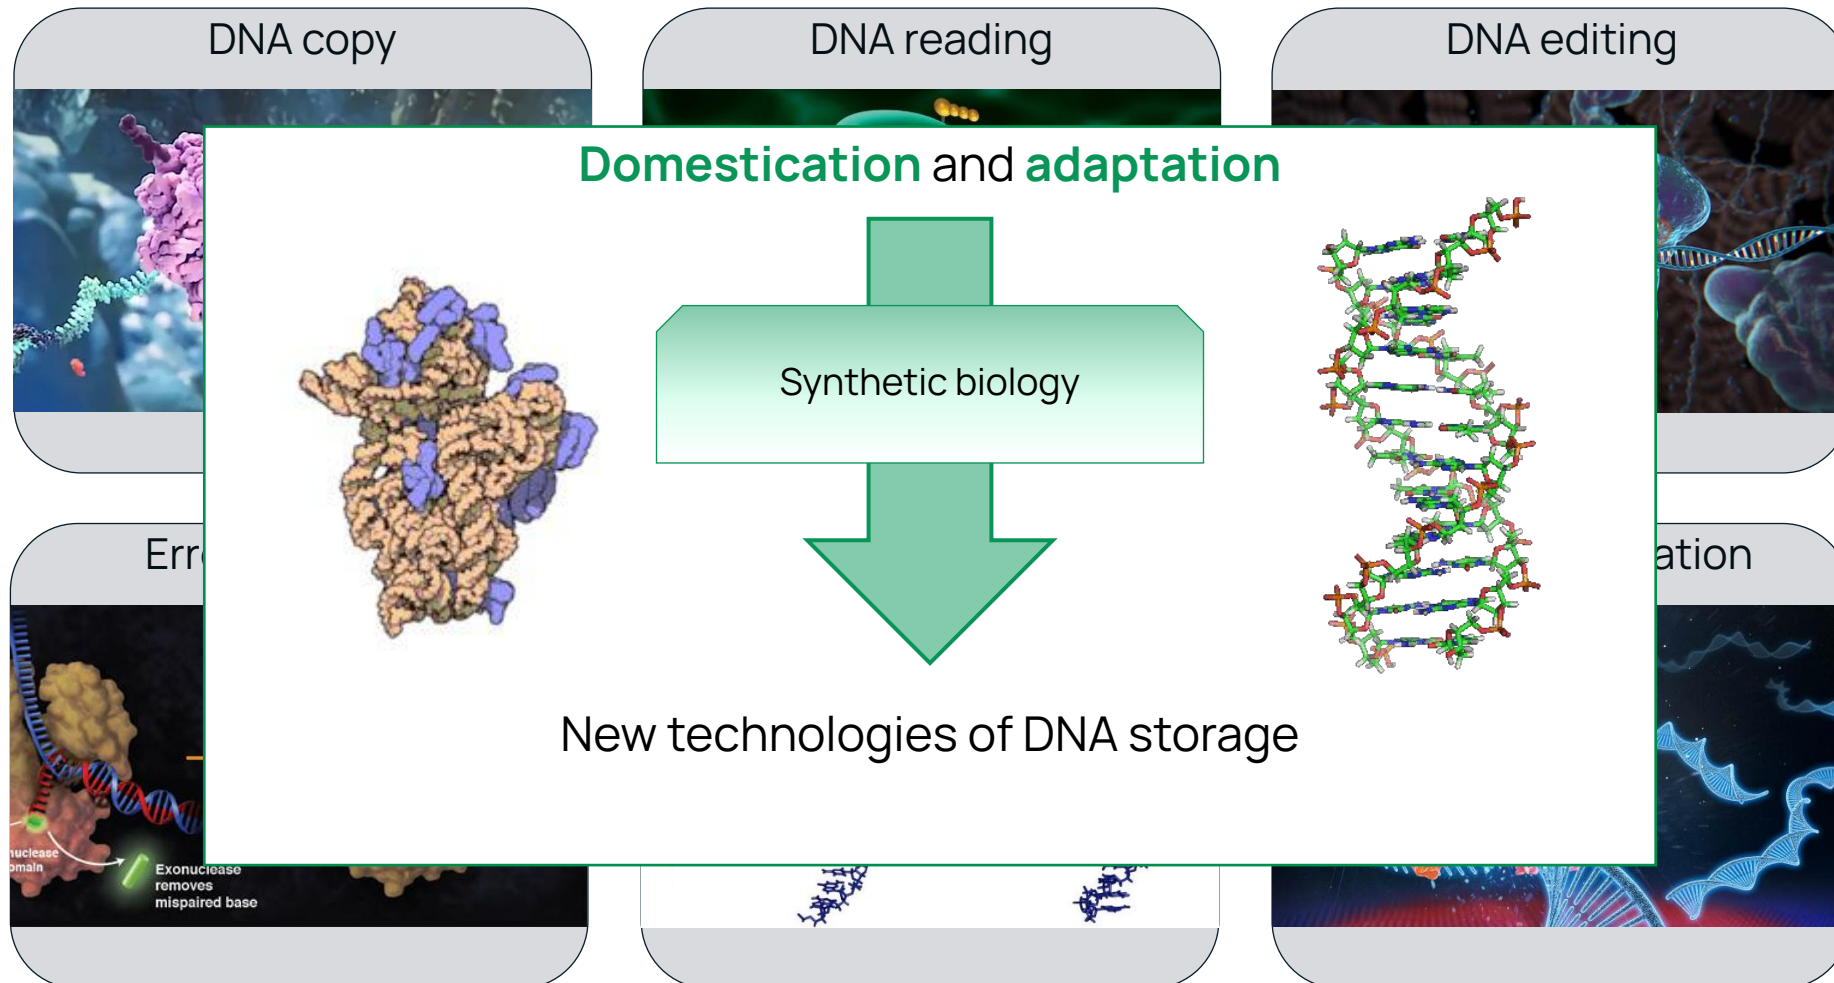 DNA copy
DNA reading
DNA editing
Domestication and adaptation
Synthetic biology
New technologies of DNA storage
Exonuclease
removes
mispaired base